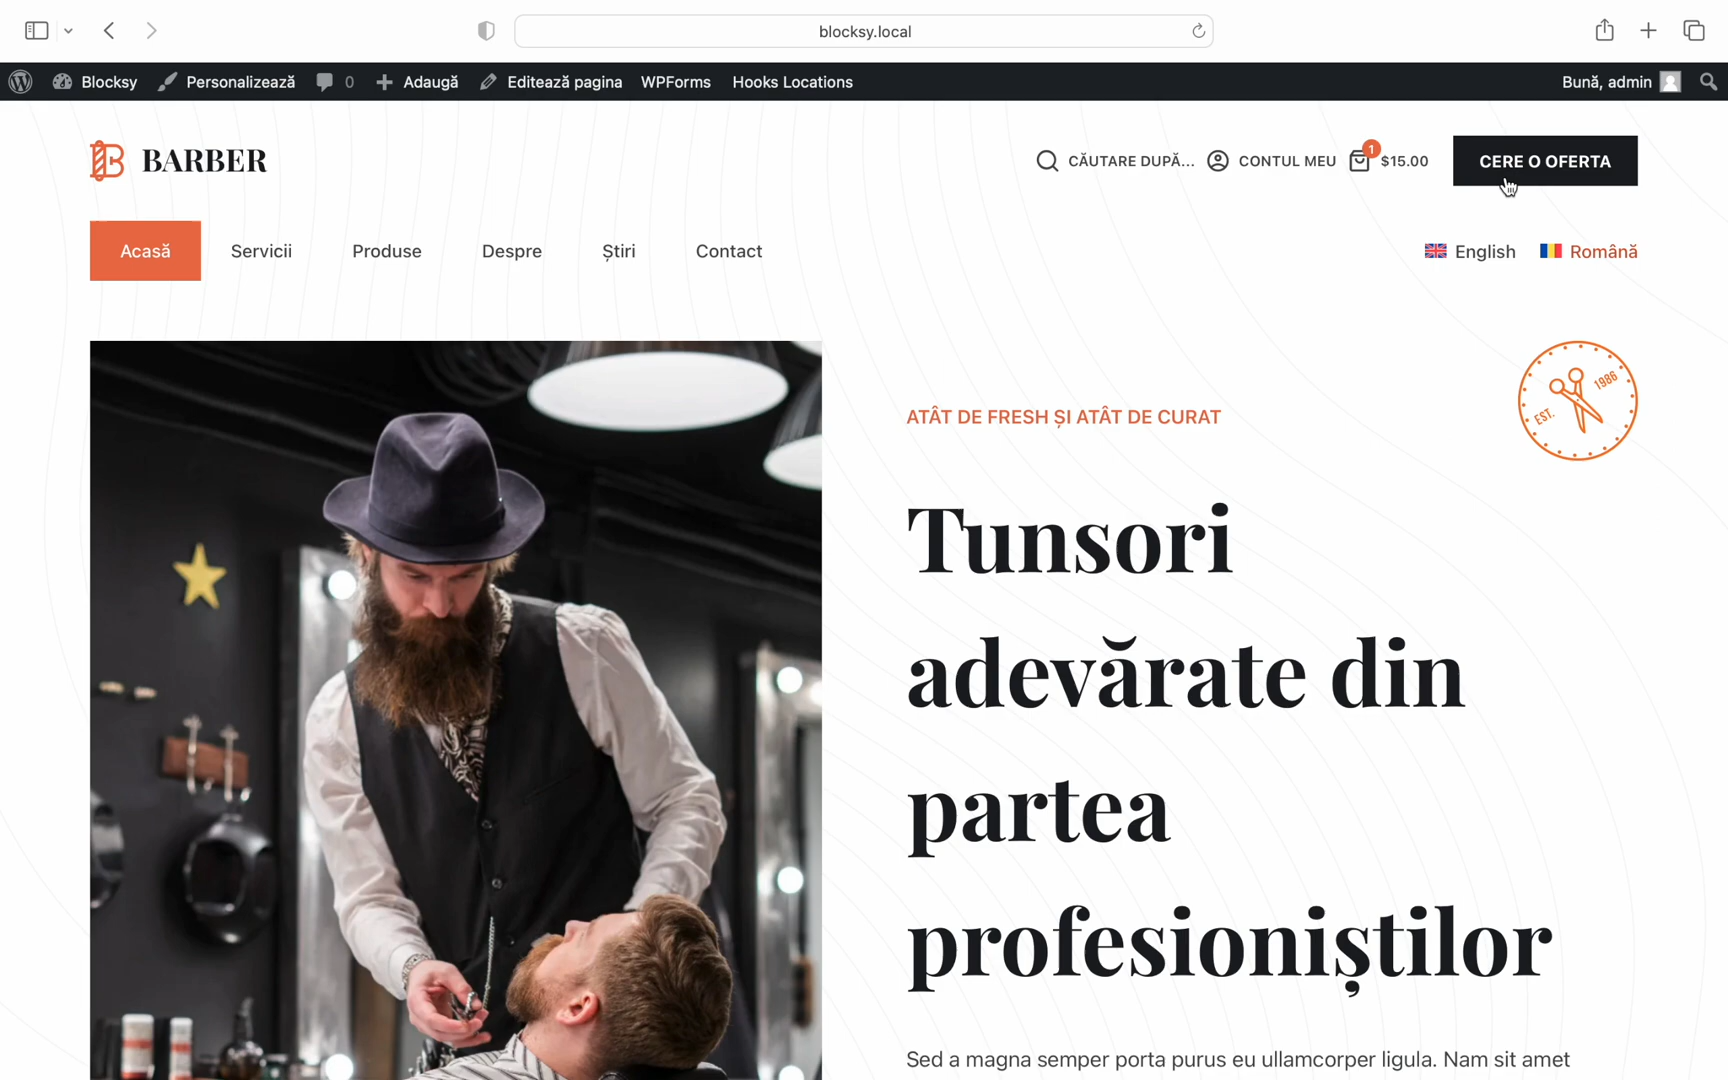 blocksy.local
Blocksy Personalizează 0 Adaugă Editează pagina WPForms Hooks Locations Bună, admin
BARBER
CĂUTARE DUPĂ... CONTUL MEU 1 $15.00 CERE O OFERTA
Acasă Servicii Produse Despre Știri Contact English Română
EST. 1986
ATÂT DE FRESH ȘI ATÂT DE CURAT
Tunsori
adevărate din
partea
profesioniștilor
Sed a magna semper porta purus eu ullamcorper ligula. Nam sit amet